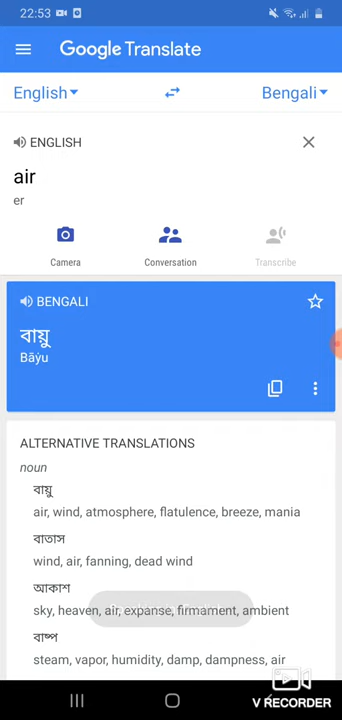 22:53
Google Translate
English Bengali
ENGLISH
air
er
Camera Conversation Transcribe
BENGALI
বায়ু
Bāẏu
ALTERNATIVE TRANSLATIONS
noun
বায়ু
air, wind, atmosphere, flatulence, breeze, mania
বাতাস
wind, air, fanning, dead wind
আকাশ
sky, heaven, air, expanse, firmament, ambient
বাষ্প
steam, vapor, humidity, damp, dampness, air
V RECORDER